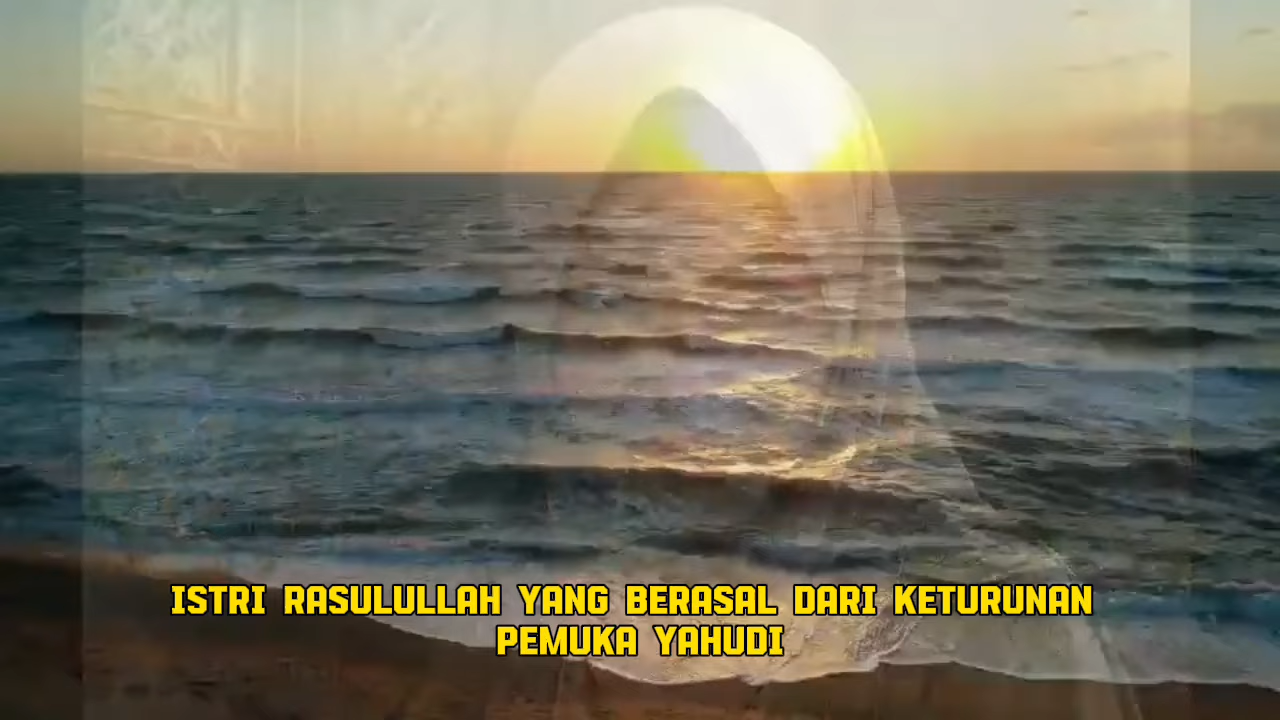 ISTRI RASULULLAH YANG BERASAL DARI KETURUNAN
PEMUKA YAHUDI